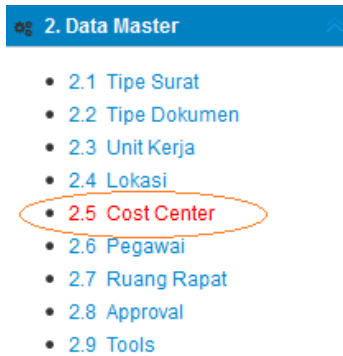 2. Data Master
2.1 Tipe Surat
2.2 Tipe Dokumen
2.3 Unit Kerja
2.4 Lokasi
2.5 Cost Center
2.6 Pegawai
2.7 Ruang Rapat
2.8 Approval
2.9 Tools